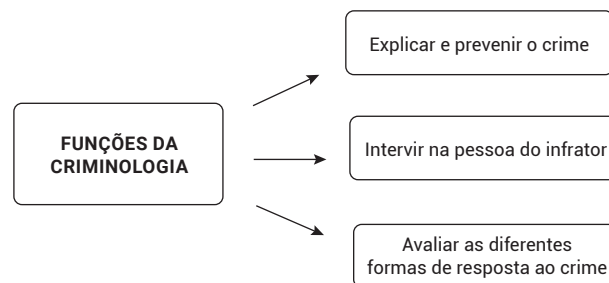 FUNÇÕES DA
CRIMINOLOGIA
Explicar e prevenir o crime
Intervir na pessoa do infrator
Avaliar as diferentes
formas de resposta ao crime